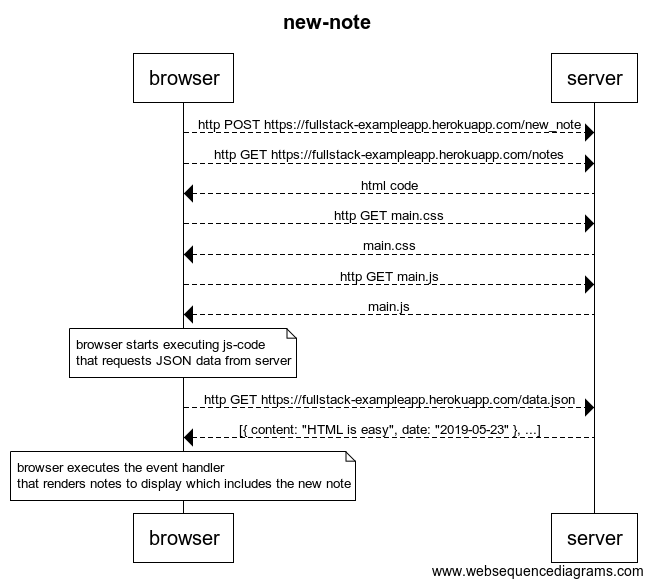 new-note
browser
server
http POST https://fullstack-exampleapp.herokuapp.com/new_note
http GET https://fullstack-exampleapp.herokuapp.com/notes
html code
http GET main.css
main.css
http GET main.js
main.js
browser starts executing js-code
that requests JSON data from server
http GET https://fullstack-exampleapp.herokuapp.com/data.json
[{ content: "HTML is easy", date: "2019-05-23" }, ...]
browser executes the event handler
that renders notes to display which includes the new note
browser
server
www.websequencediagrams.com